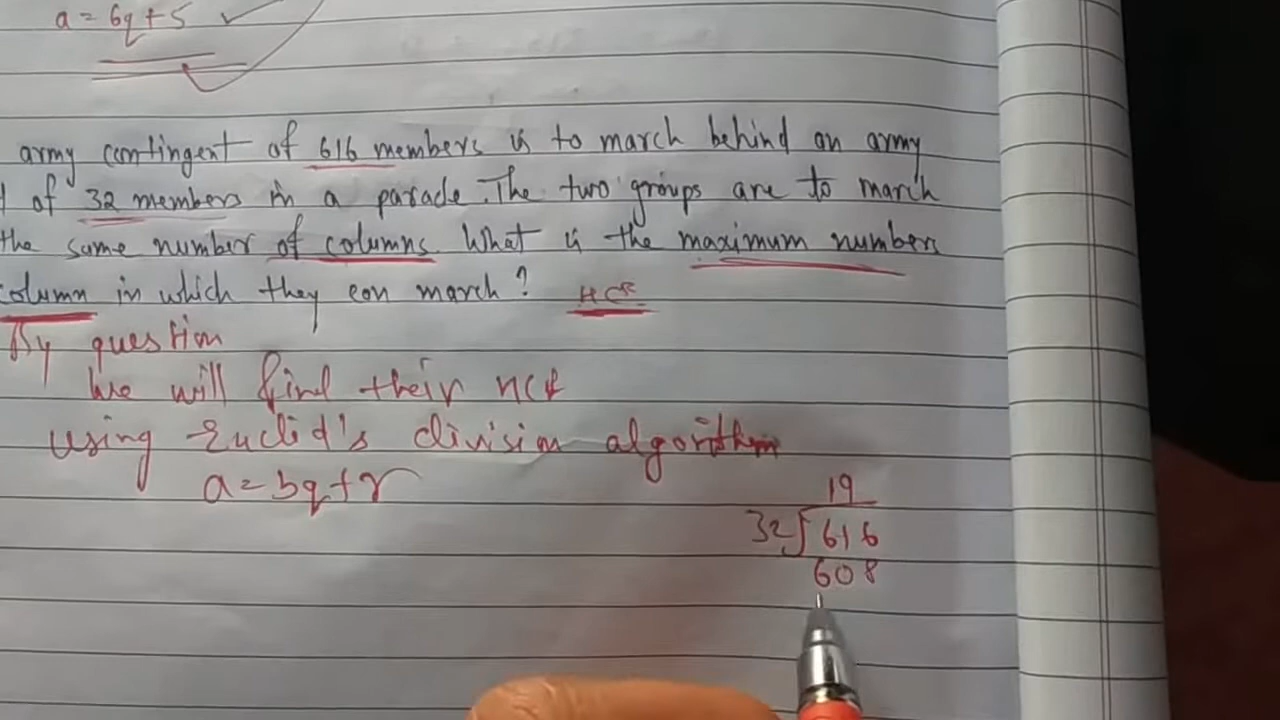 a = 6q + 5
army contingent of 616 members is to march behind an army
of 32 members in a parade. The two groups are to march
the same number of columns. What is the maximum numbers
column in which they con march? HCF
By question
We will find their HCF
using Euclid's division algorithm
a = bq + r
19
32 616
608